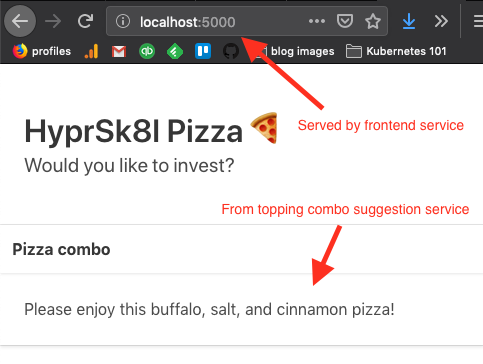 localhost:5000
profiles
blog images
Kubernetes 101
HyprSk8l Pizza
Served by frontend service
Would you like to invest?
From topping combo suggestion service
Pizza combo
Please enjoy this buffalo, salt, and cinnamon pizza!